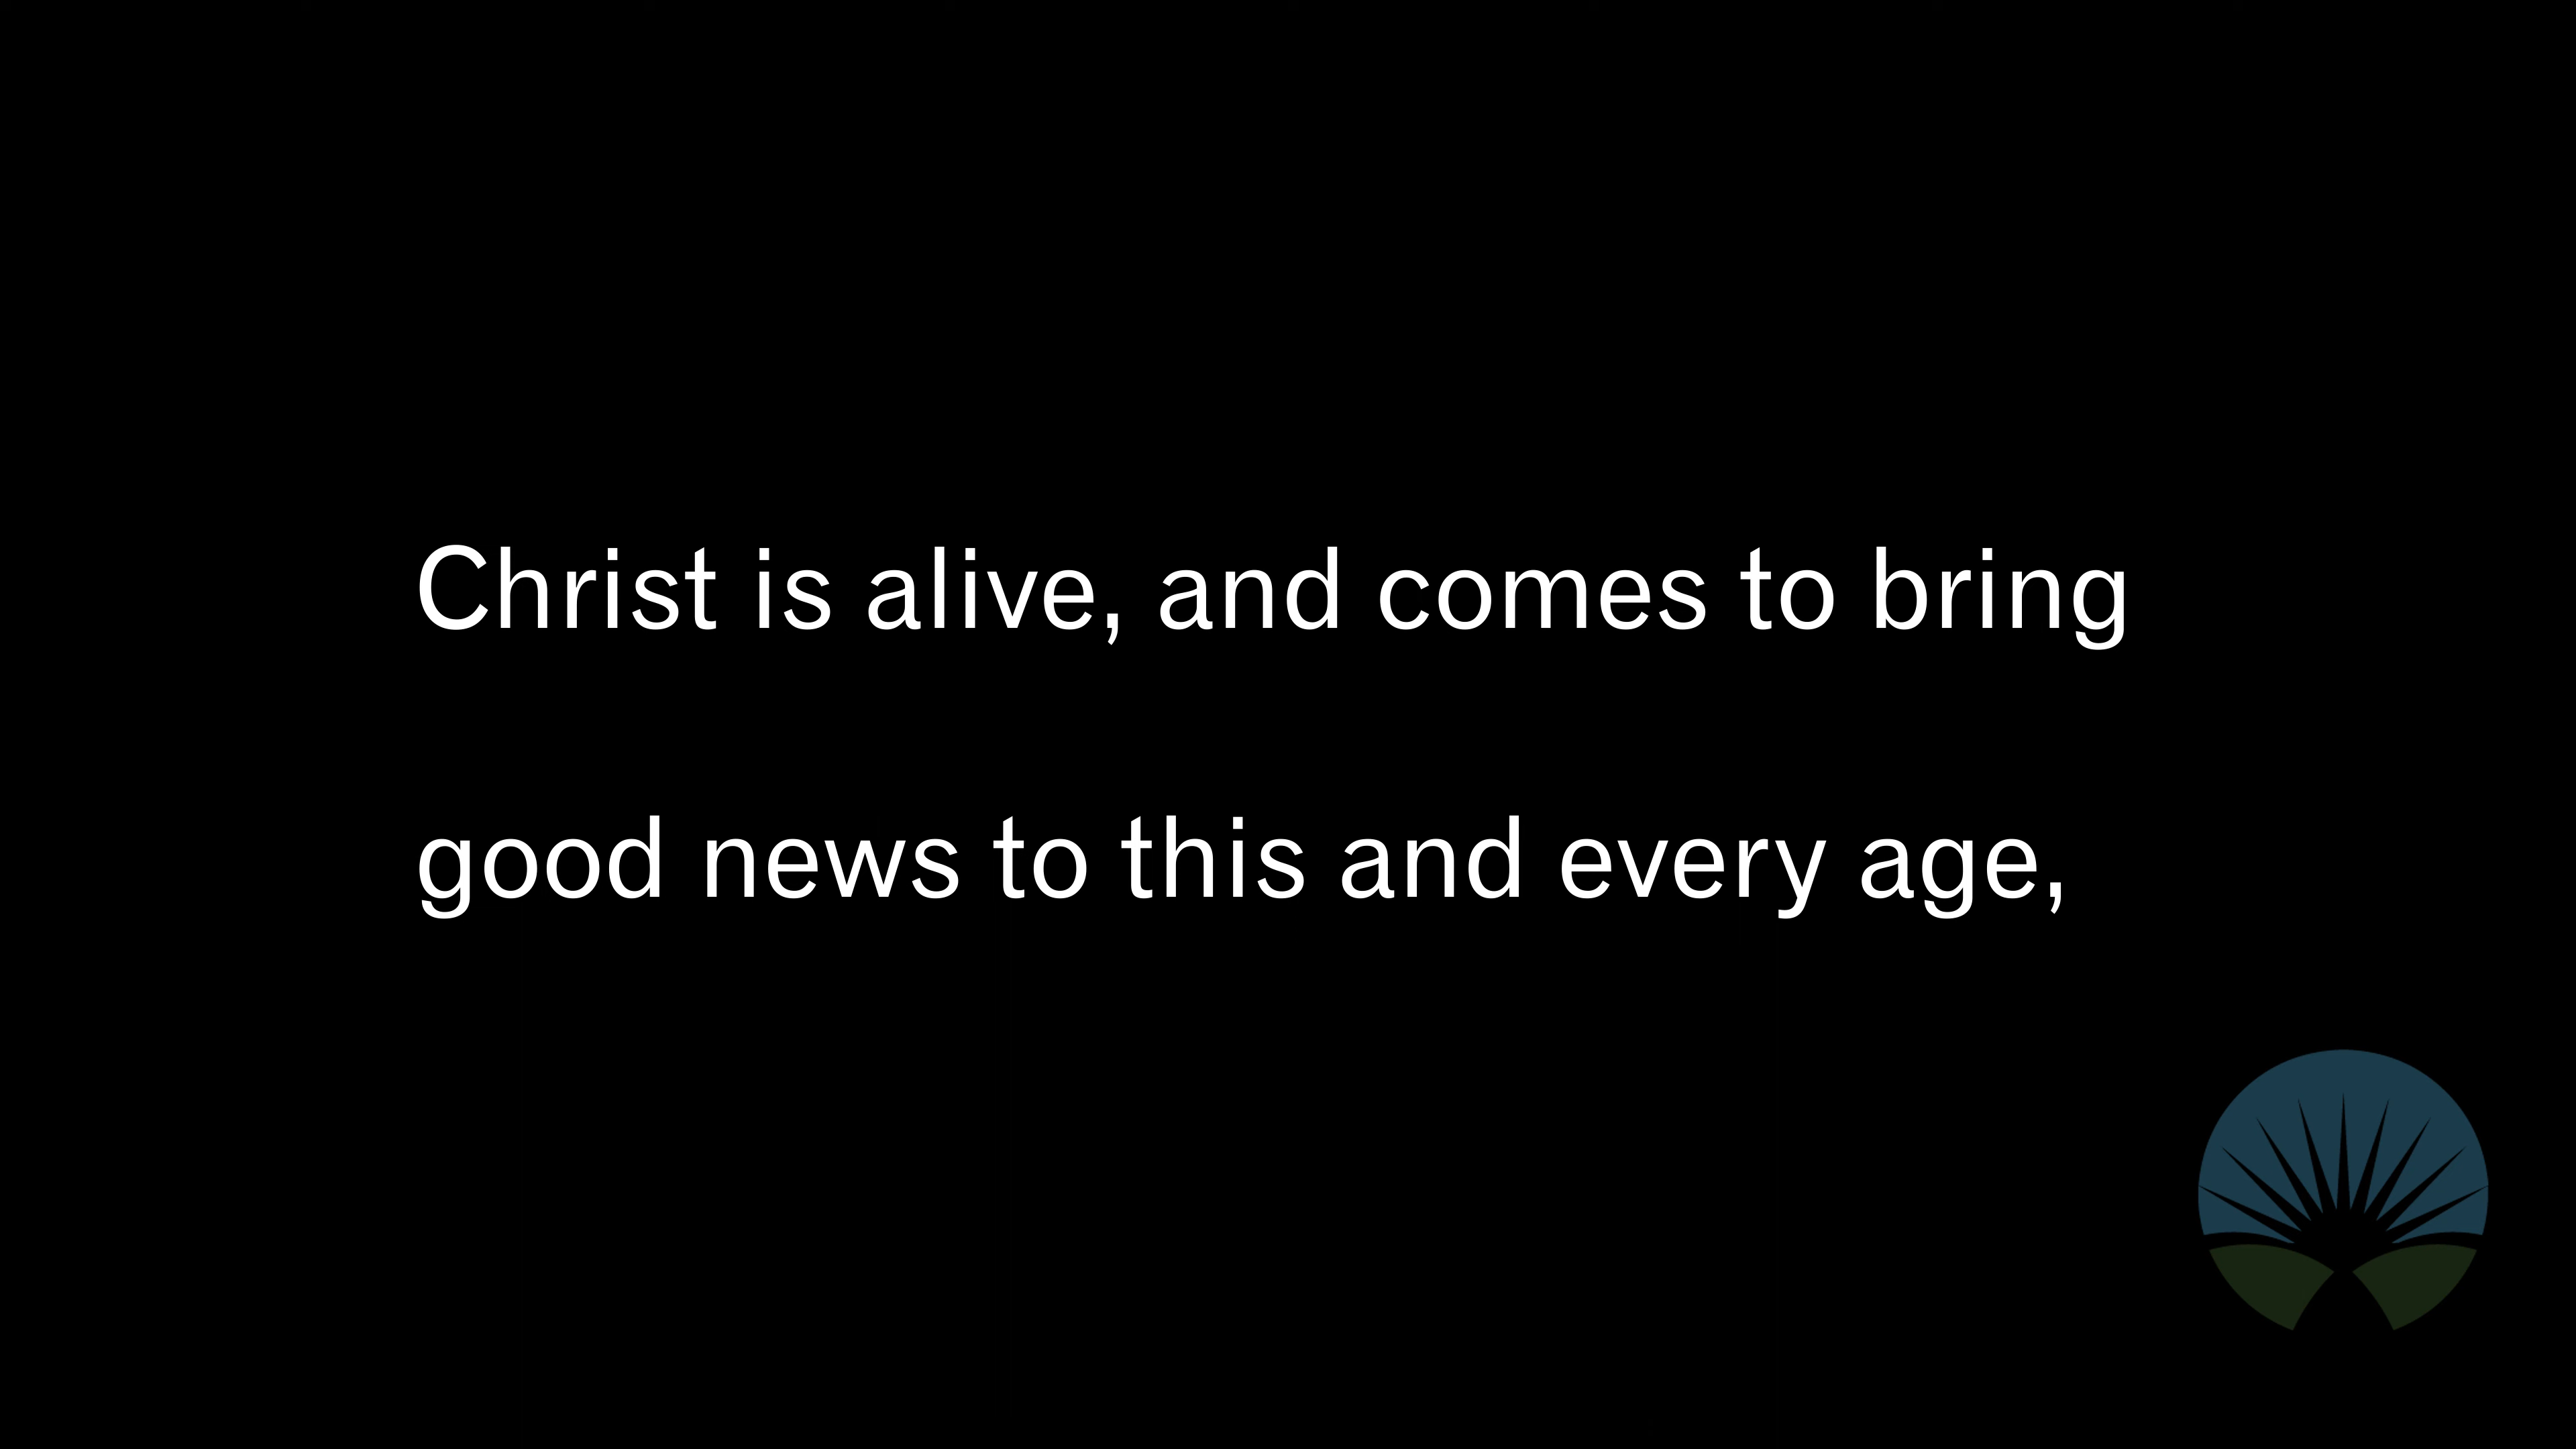 Christ is alive, and comes to bring
good news to this and every age,